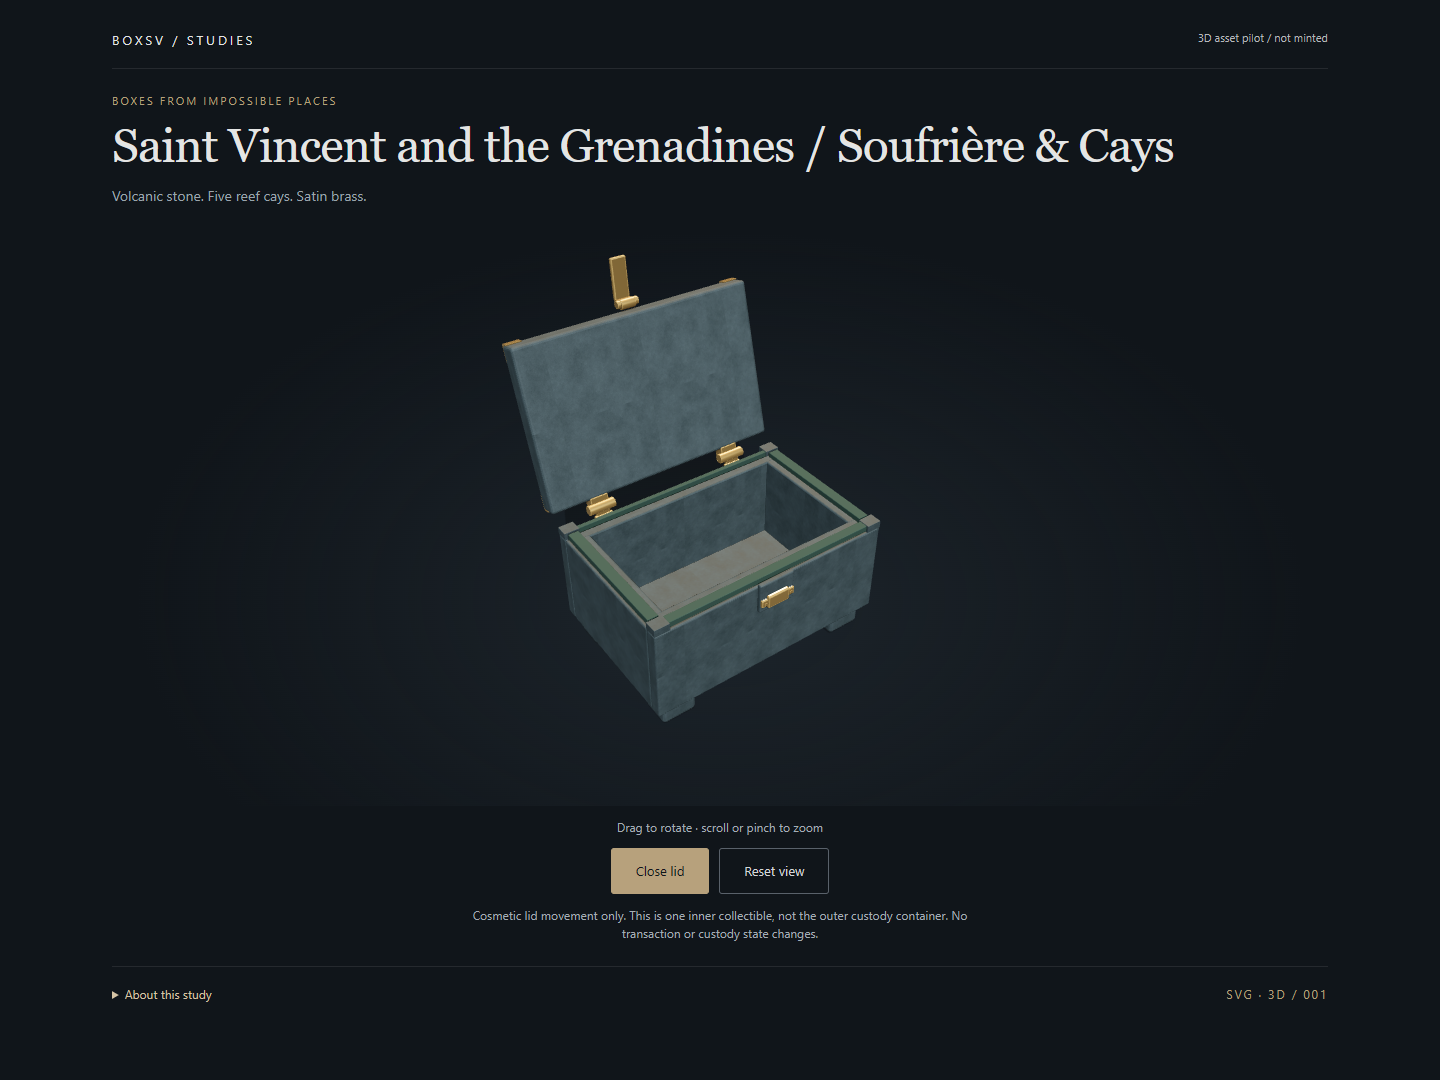 BOXSV / STUDIES
3D asset pilot / not minted
BOXES FROM IMPOSSIBLE PLACES
Saint Vincent and the Grenadines / Soufrière & Cays
Volcanic stone. Five reef cays. Satin brass.
Drag to rotate · scroll or pinch to zoom
Close lid
Reset view
Cosmetic lid movement only. This is one inner collectible, not the outer custody container. No
transaction or custody state changes.
About this study
SVG · 3D / 001